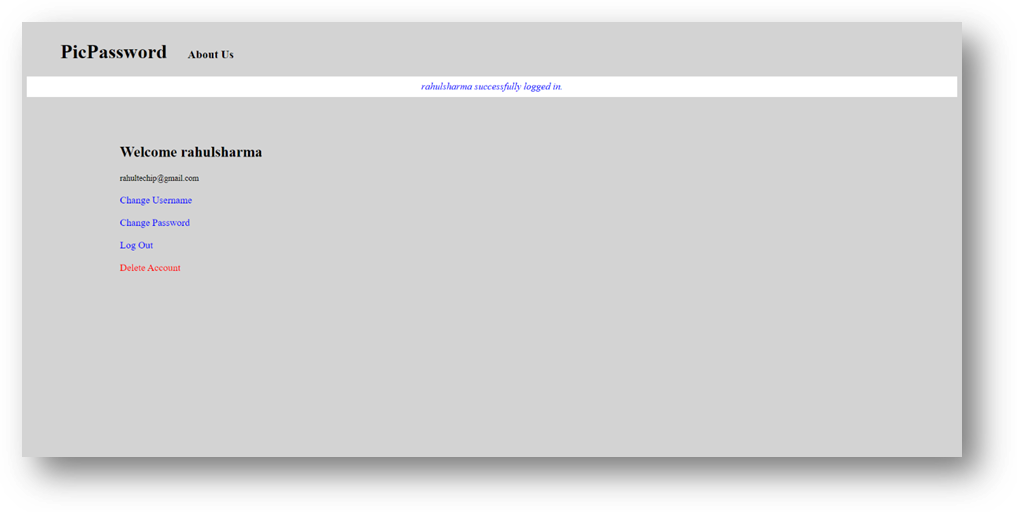 PicPassword About Us
rahulsharma successfully logged in.
Welcome rahulsharma
rahultechip@gmail.com
Change Username
Change Password
Log Out
Delete Account